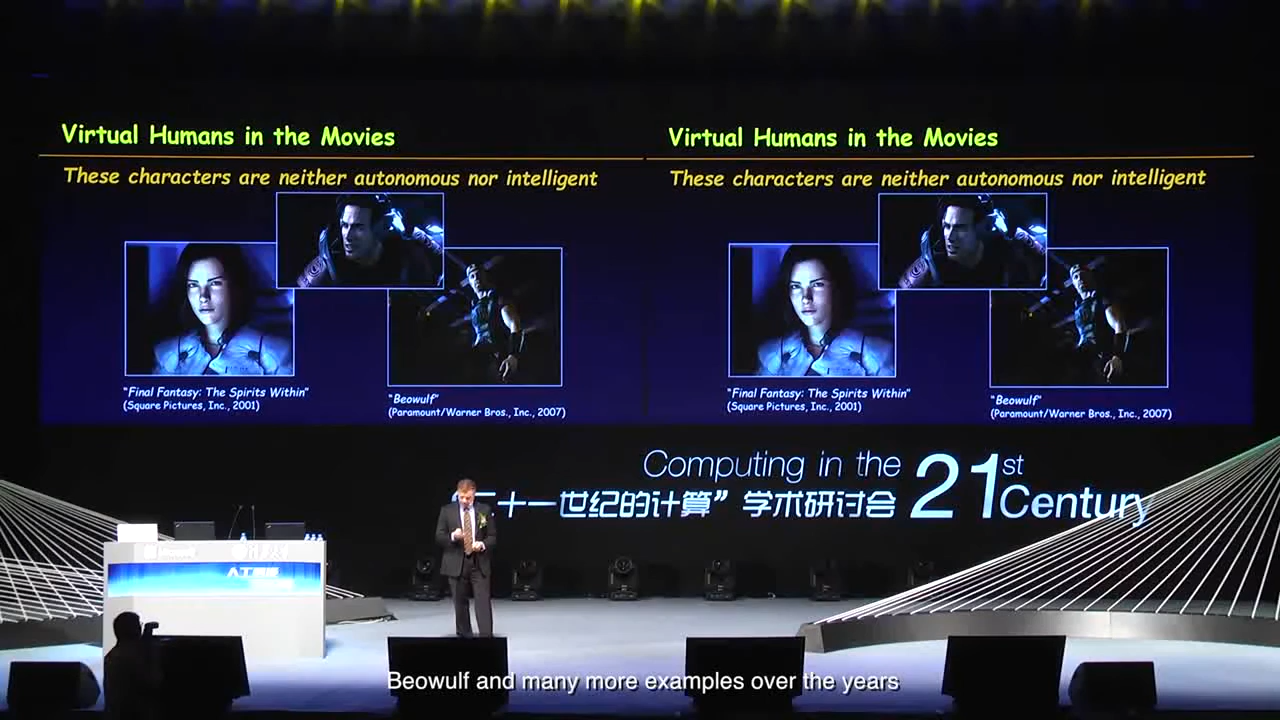 Virtual Humans in the Movies
These characters are neither autonomous nor intelligent
"Final Fantasy: The Spirits Within"
(Square Pictures, Inc., 2001)
"Beowulf"
(Paramount/Warner Bros., Inc., 2007)
Virtual Humans in the Movies
These characters are neither autonomous nor intelligent
"Final Fantasy: The Spirits Within"
(Square Pictures, Inc., 2001)
"Beowulf"
(Paramount/Warner Bros., Inc., 2007)
Computing in the 21st Century
十一世纪的计算”学术研讨会
Beowulf and many more examples over the years